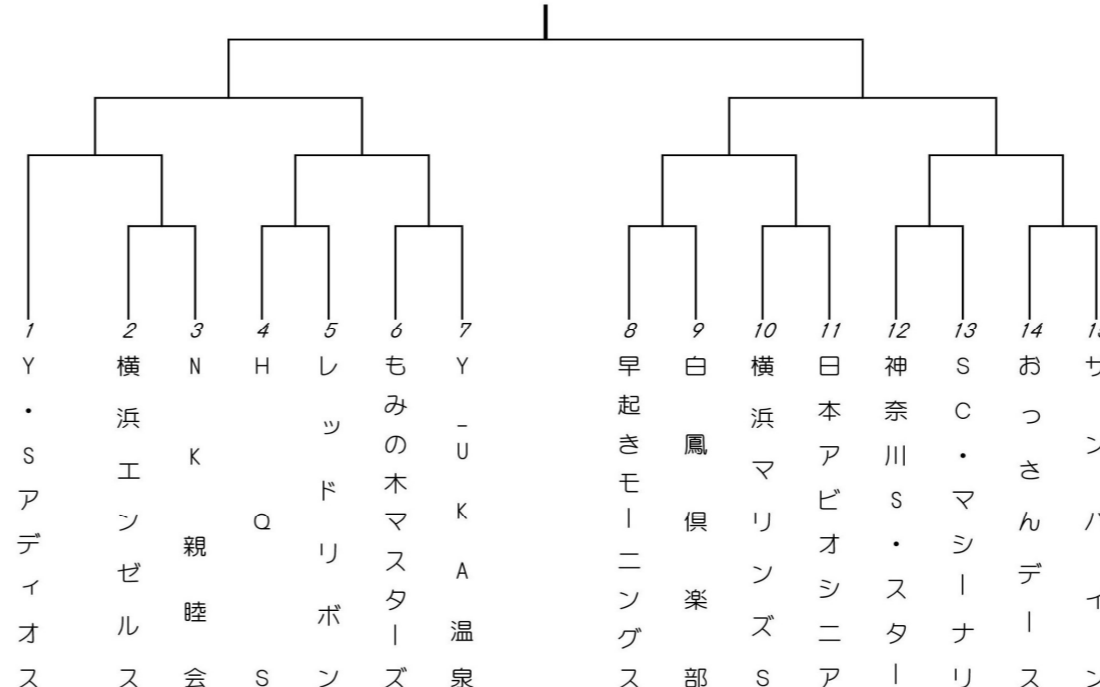 1
Y・Sアディオス
2
横浜エンゼルス
3
NK親睦会
4
HQS
5
レッドリボン
6
もみの木マスターズ
7
Y_UKA温泉
8
早起きモーニングス
9
白鳳倶楽部
10
横浜マリンズS
11
日本アビオシニア
12
神奈川S・スター
13
SC・マシーナリ
14
おっさんデース